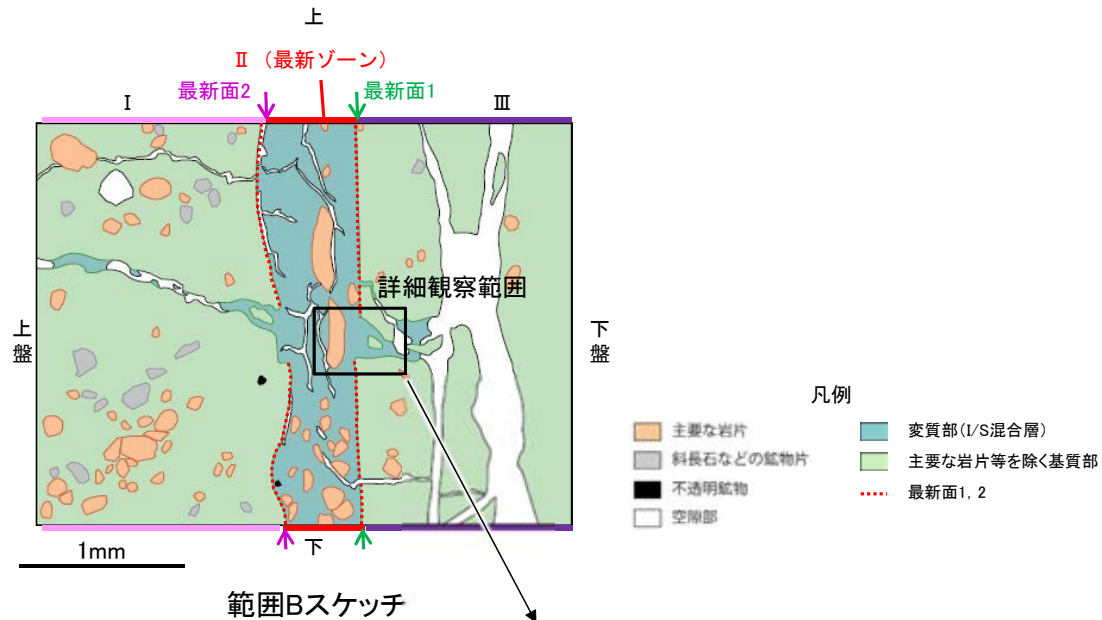 上
Ⅱ （最新ゾーン）
最新面2
最新面1
Ⅰ
Ⅲ
詳細観察範囲
上盤
下盤
下
1mm
範囲Bスケッチ
凡例
主要な岩片
変質部(I/S混合層)
斜長石などの鉱物片
主要な岩片等を除く基質部
不透明鉱物
最新面1, 2
空隙部